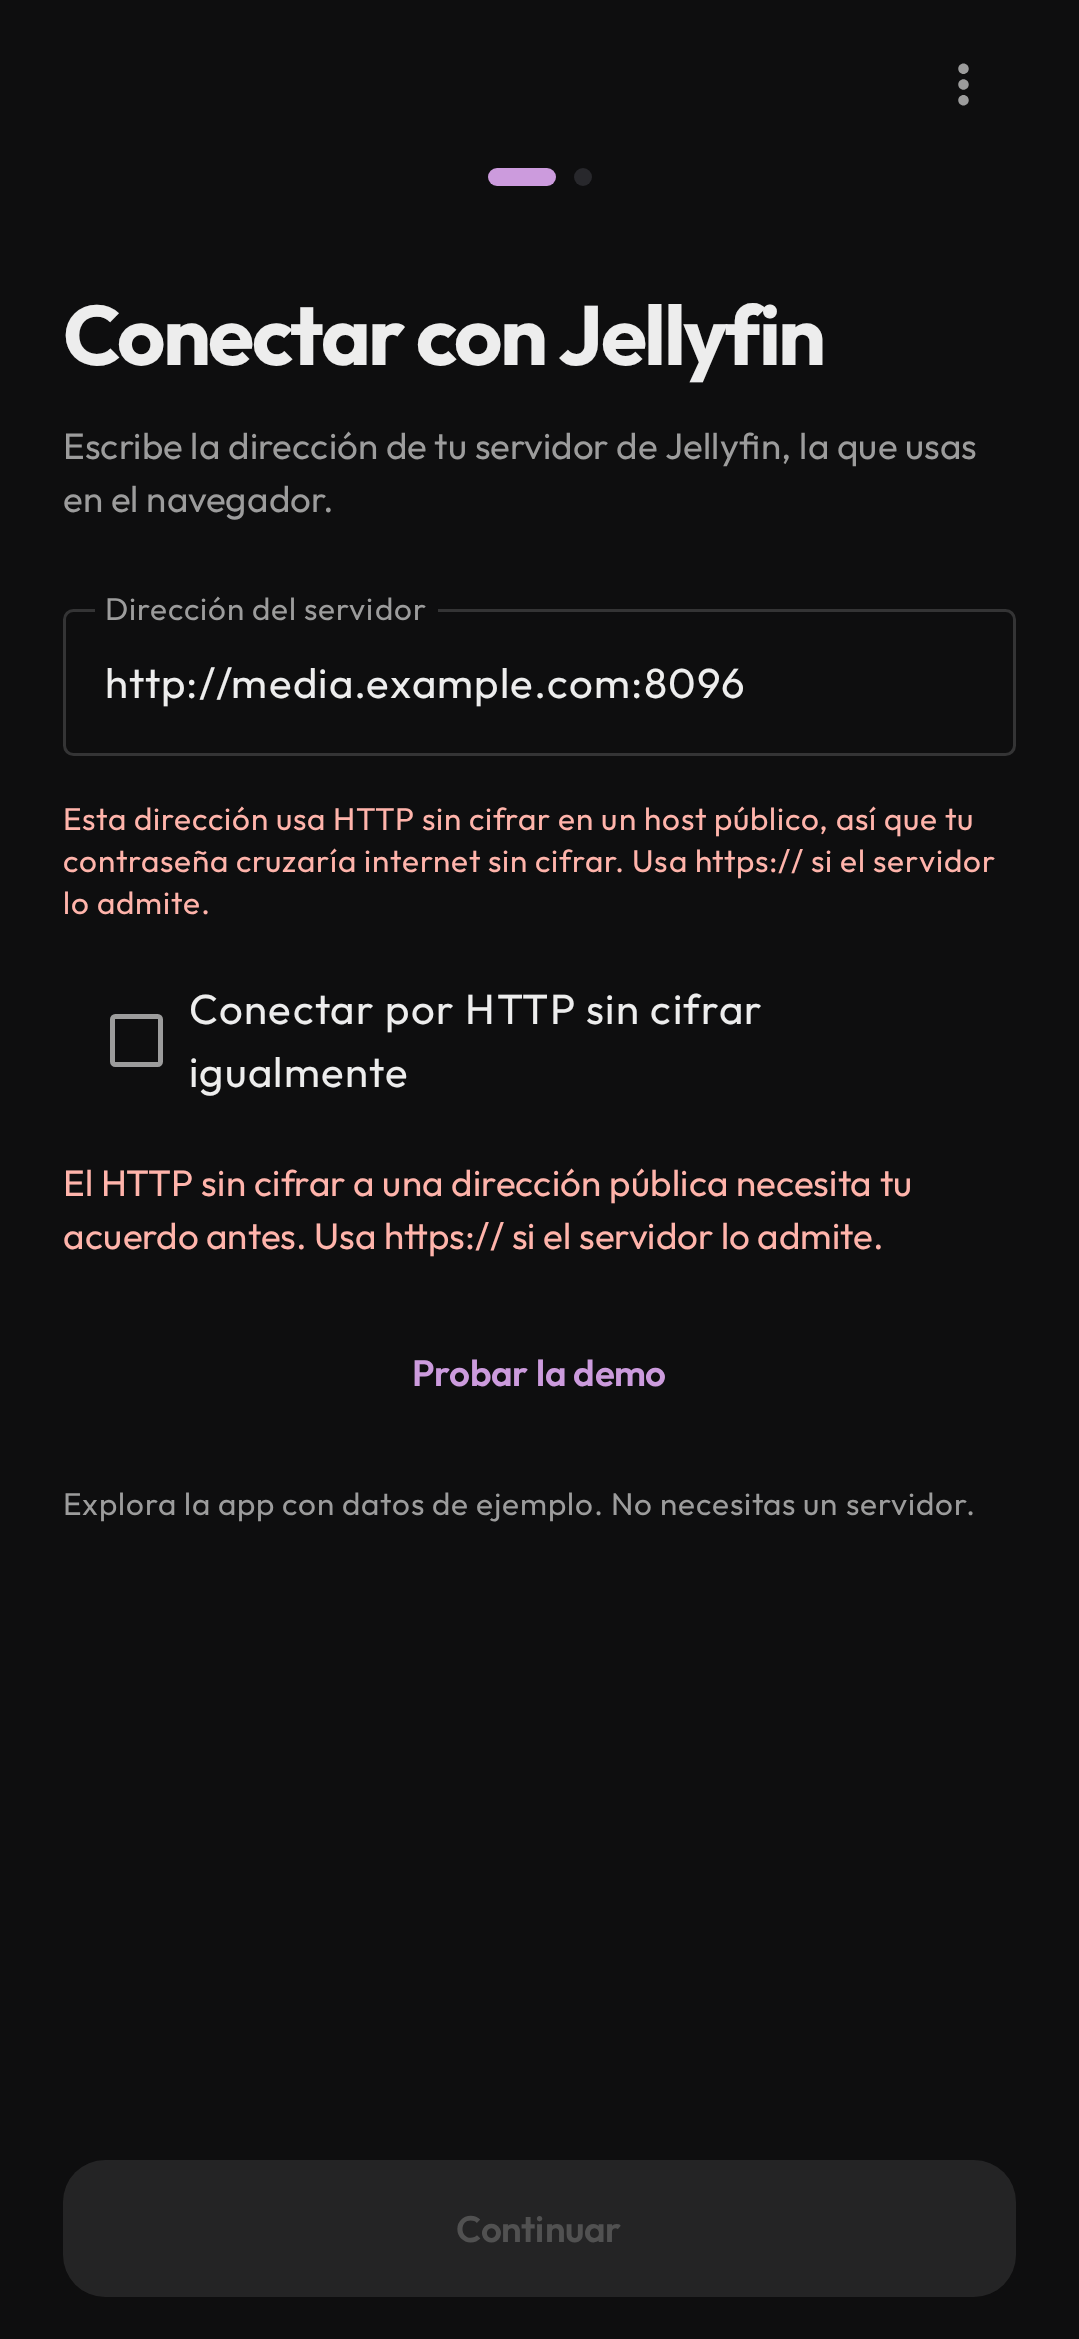 Conectar con Jellyfin
Escribe la dirección de tu servidor de Jellyfin, la que usas
en el navegador.
Dirección del servidor
http://media.example.com:8096
Esta dirección usa HTTP sin cifrar en un host público, así que tu
contraseña cruzaría internet sin cifrar. Usa https:// si el servidor
lo admite.
Conectar por HTTP sin cifrar
igualmente
El HTTP sin cifrar a una dirección pública necesita tu
acuerdo antes. Usa https:// si el servidor lo admite.
Probar la demo
Explora la app con datos de ejemplo. No necesitas un servidor.
Continuar